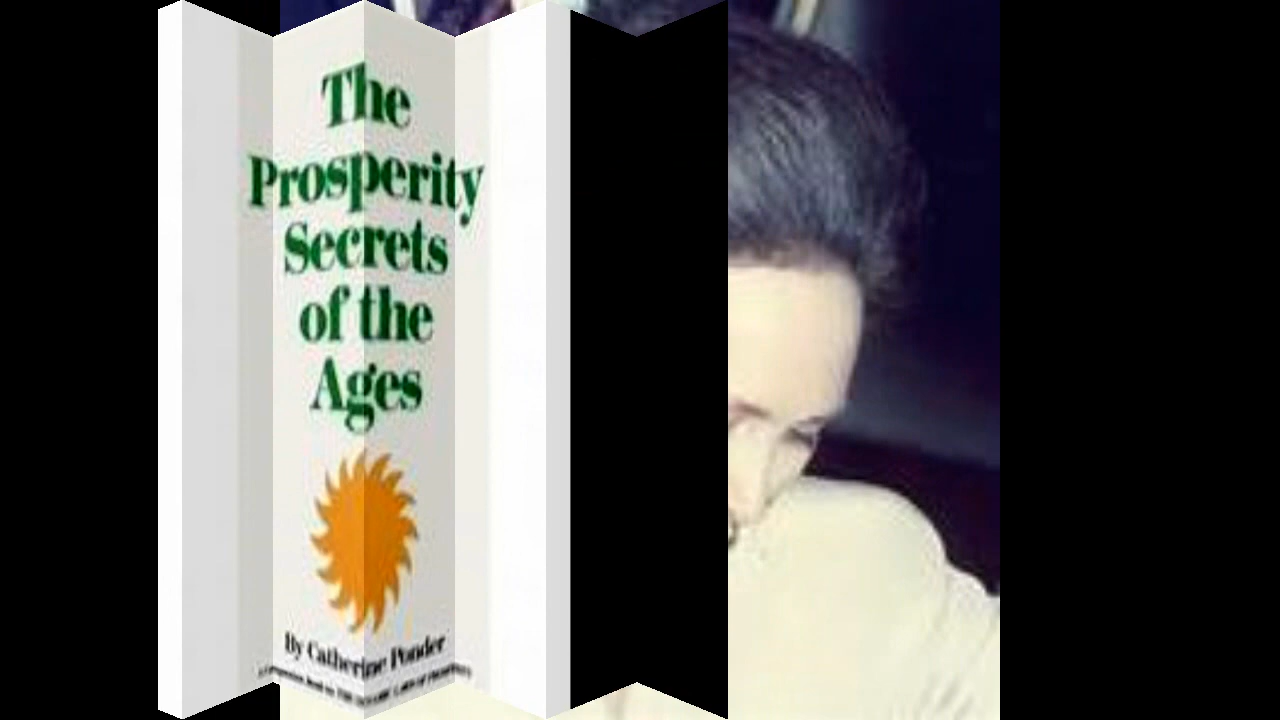 The
Prosperity
Secrets
of the
Ages
By Catherine Ponder